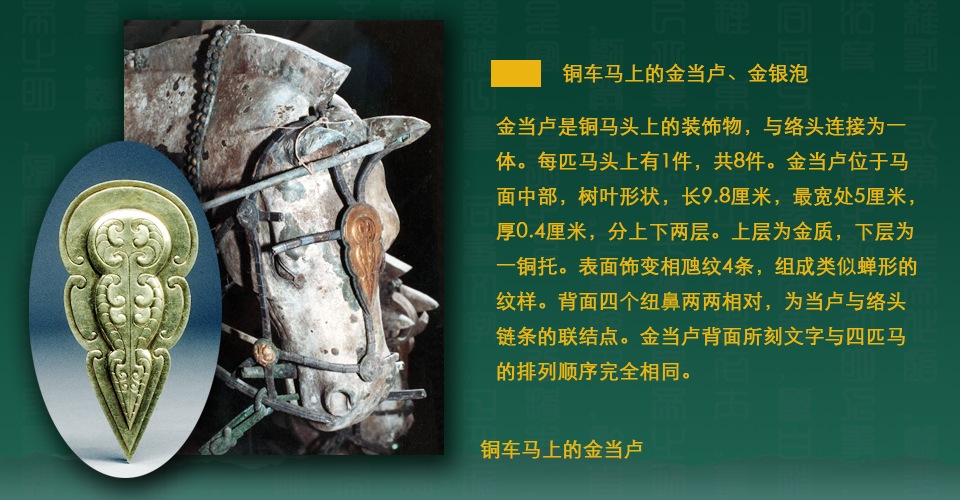 铜车马上的金当卢、金银泡
金当卢是铜马头上的装饰物，与络头连接为一
体。每匹马头上有1件，共8件。金当卢位于马
面中部，树叶形状，长9.8厘米，最宽处5厘米，
厚0.4厘米，分上下两层。上层为金质，下层为
一铜托。表面饰变相虺纹4条，组成类似蝉形的
纹样。背面四个纽鼻两两相对，为当卢与络头
链条的联结点。金当卢背面所刻文字与四匹马
的排列顺序完全相同。
铜车马上的金当卢